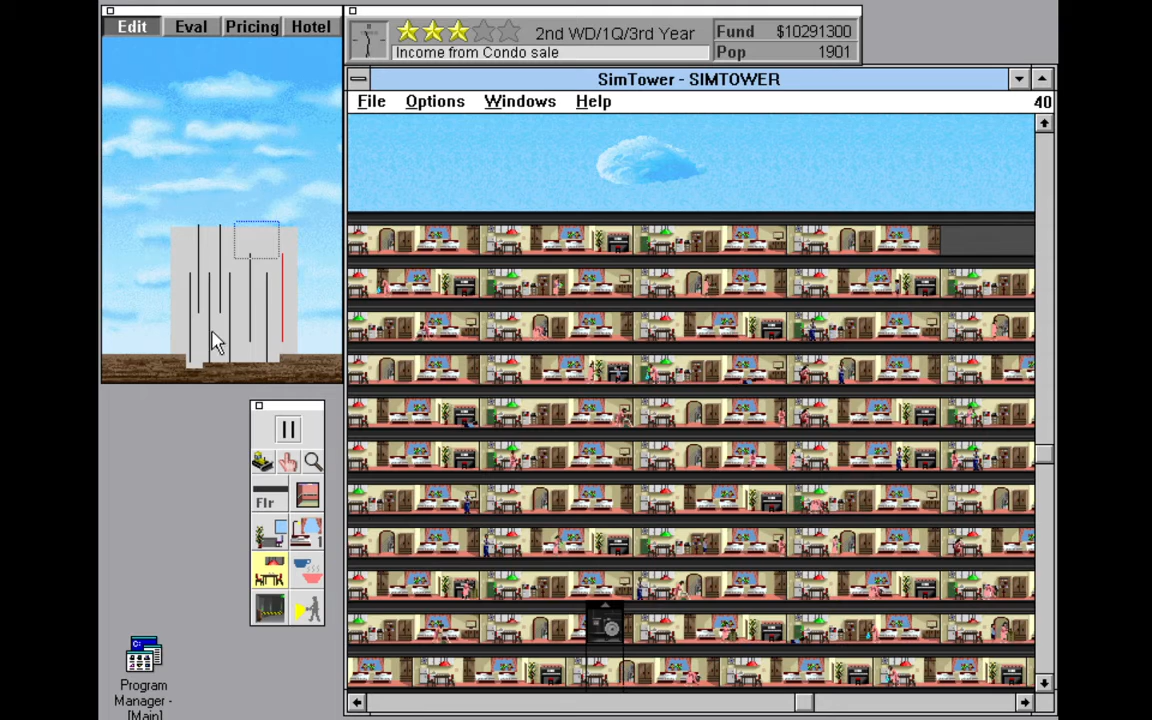 Edit Eval Pricing Hotel
2nd WD/1Q/3rd Year
Income from Condo sale
Fund $10291300
Pop 1901
SimTower - SIMTOWER
File Options Windows Help
40
Flr
1
C:\
Program
Manager -
[Main]